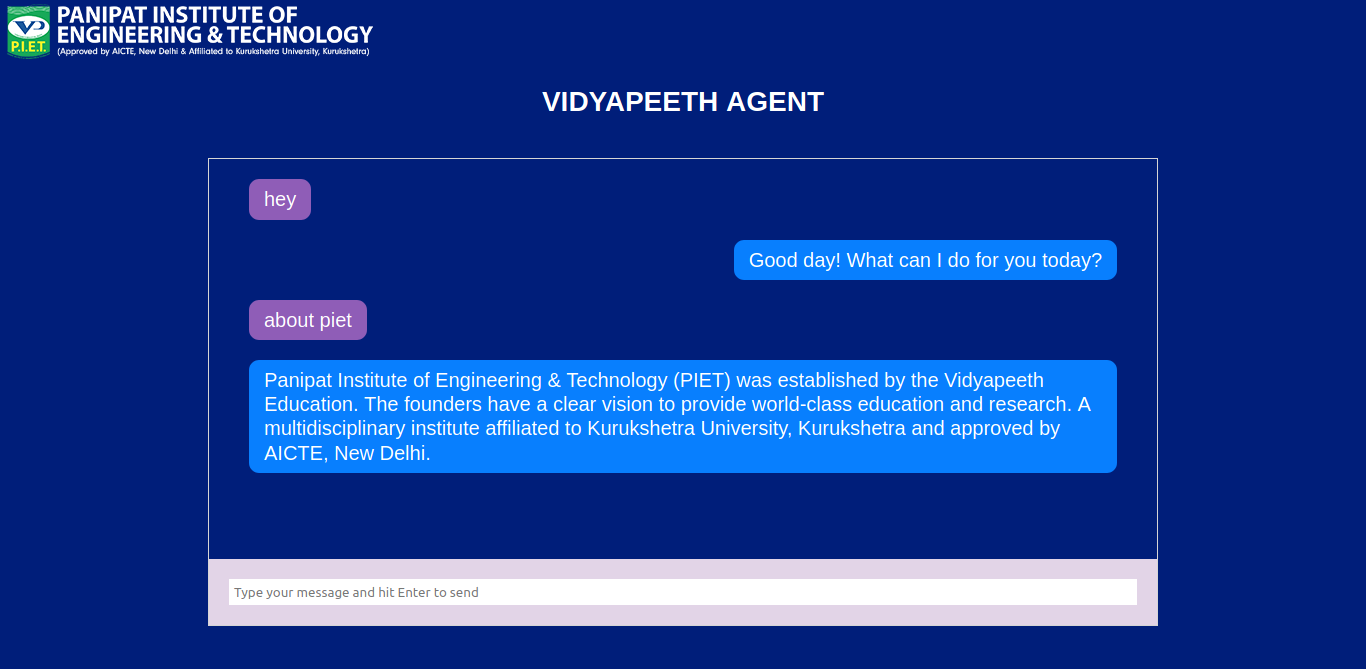 PANIPAT INSTITUTE OF
ENGINEERING & TECHNOLOGY
P.I.E.T.
(Approved by AICTE, New Delhi & Affiliated to Kurukshetra University, Kurukshetra)
VIDYAPEETH AGENT
hey
Good day! What can I do for you today?
about piet
Panipat Institute of Engineering & Technology (PIET) was established by the Vidyapeeth
Education. The founders have a clear vision to provide world-class education and research. A
multidisciplinary institute affiliated to Kurukshetra University, Kurukshetra and approved by
AICTE, New Delhi.
Type your message and hit Enter to send